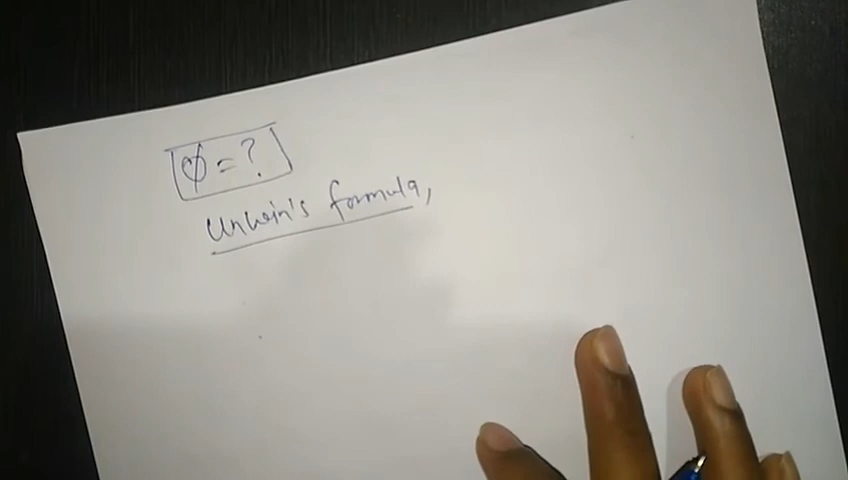 φ = ?
Unwin's formula,